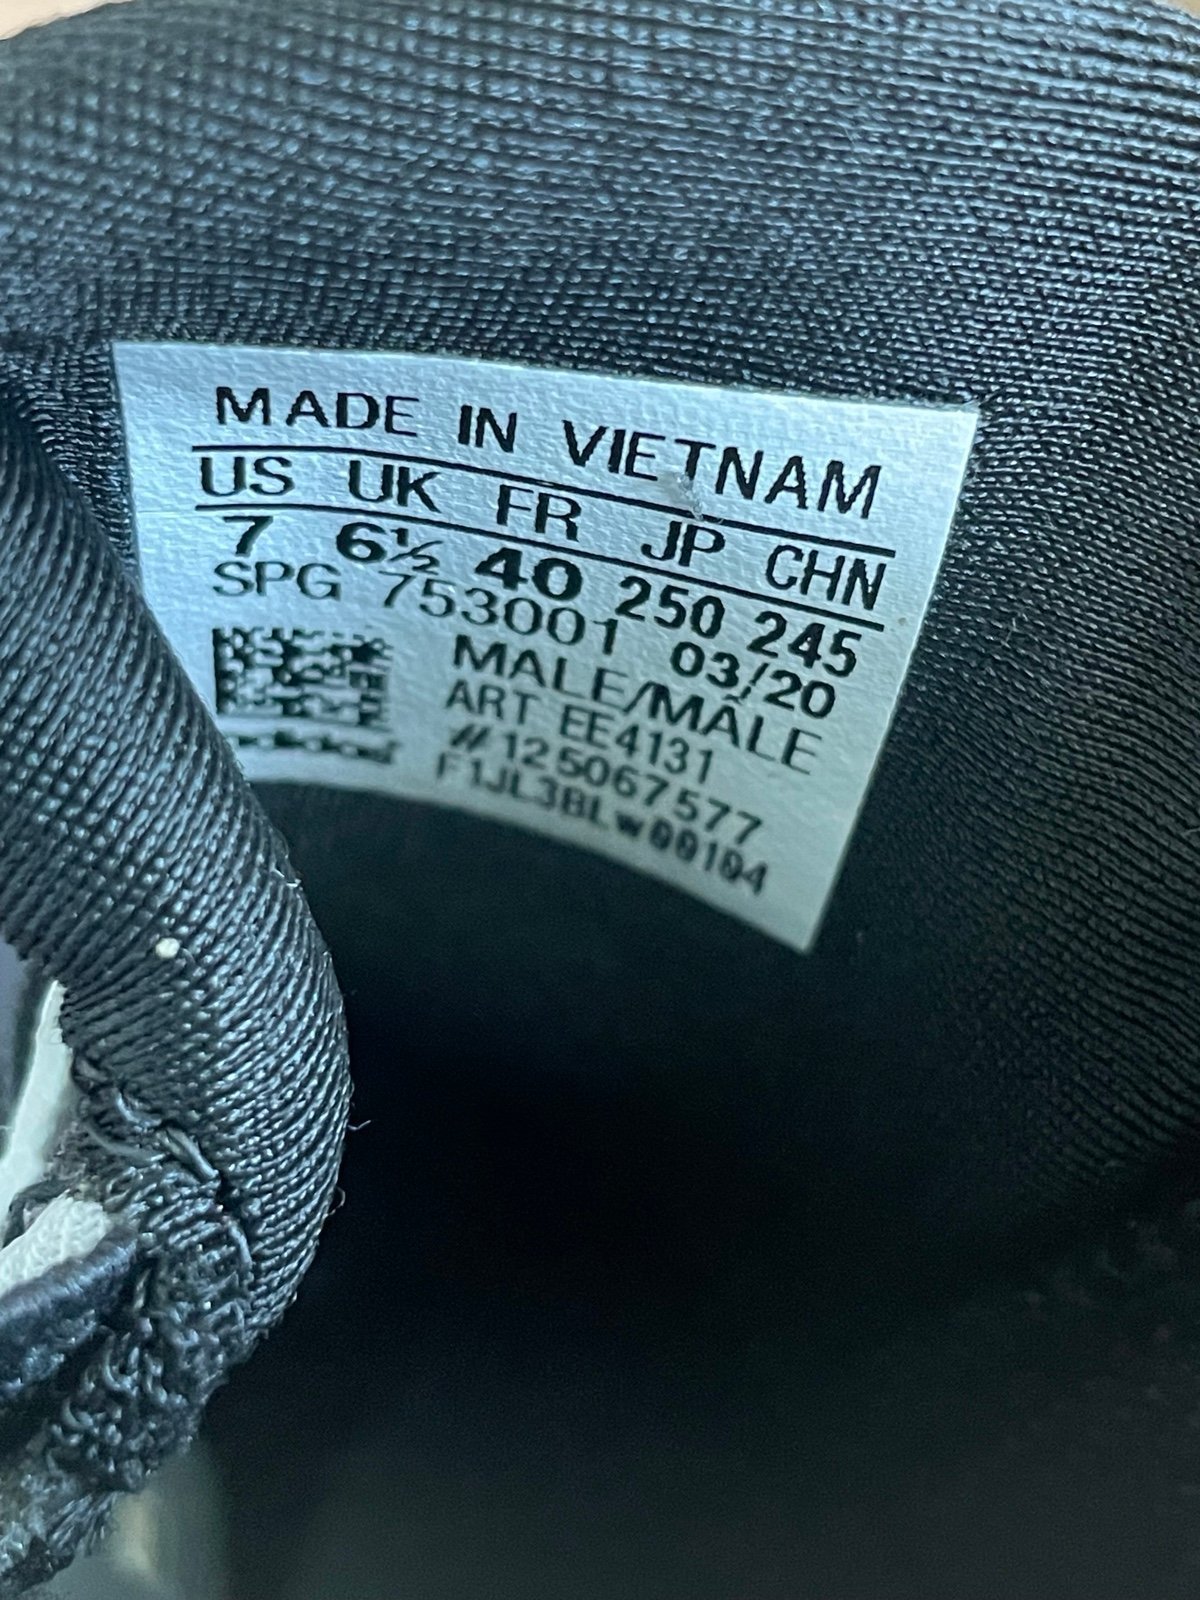 MADE IN VIETNAM
US UK FR JP CHN
7 6½ 40 250 245
SPG 753001 03/20
MALE/MÂLE
ART EE4131
#125067577
F1JL3BLw00104